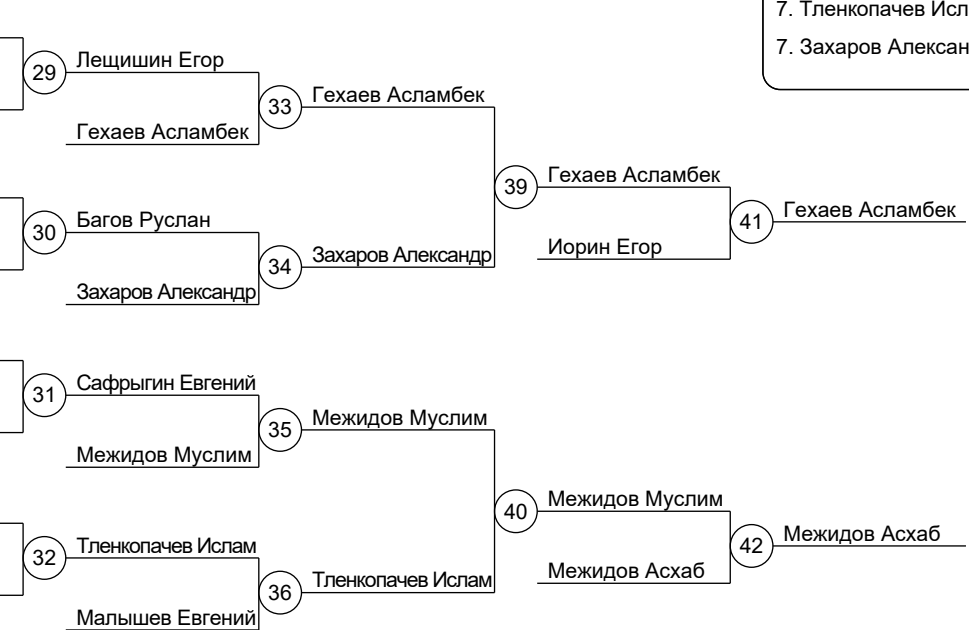 7. Тленкопачев Исл
7. Захаров Алексан
29 Лещишин Егор
33 Гехаев Асламбек
Гехаев Асламбек
39 Гехаев Асламбек
41 Гехаев Асламбек
30 Багов Руслан
Иорин Егор
34 Захаров Александр
Захаров Александр
31 Сафрыгин Евгений
35 Межидов Муслим
Межидов Муслим
40 Межидов Муслим
42 Межидов Асхаб
32 Тленкопачев Ислам
Межидов Асхаб
36 Тленкопачев Ислам
Малышев Евгений